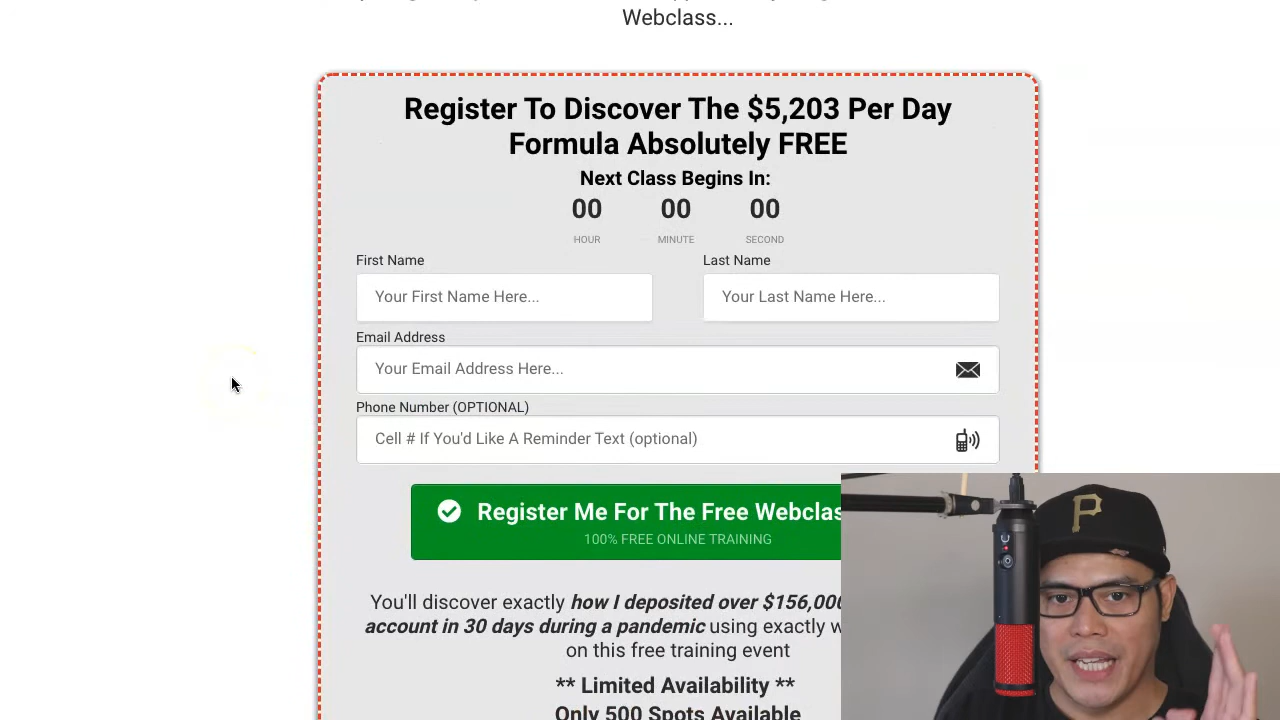 Webclass...
Register To Discover The $5,203 Per Day
Formula Absolutely FREE
Next Class Begins In:
00 00 00
HOUR MINUTE SECOND
First Name Last Name
Your First Name Here... Your Last Name Here...
Email Address
Your Email Address Here...
Phone Number (OPTIONAL)
Cell # If You'd Like A Reminder Text (optional)
Register Me For The Free Webclas
100% FREE ONLINE TRAINING
You'll discover exactly how I deposited over $156,000
account in 30 days during a pandemic using exactly
on this free training event
** Limited Availability **
Only 500 Spots Available
P